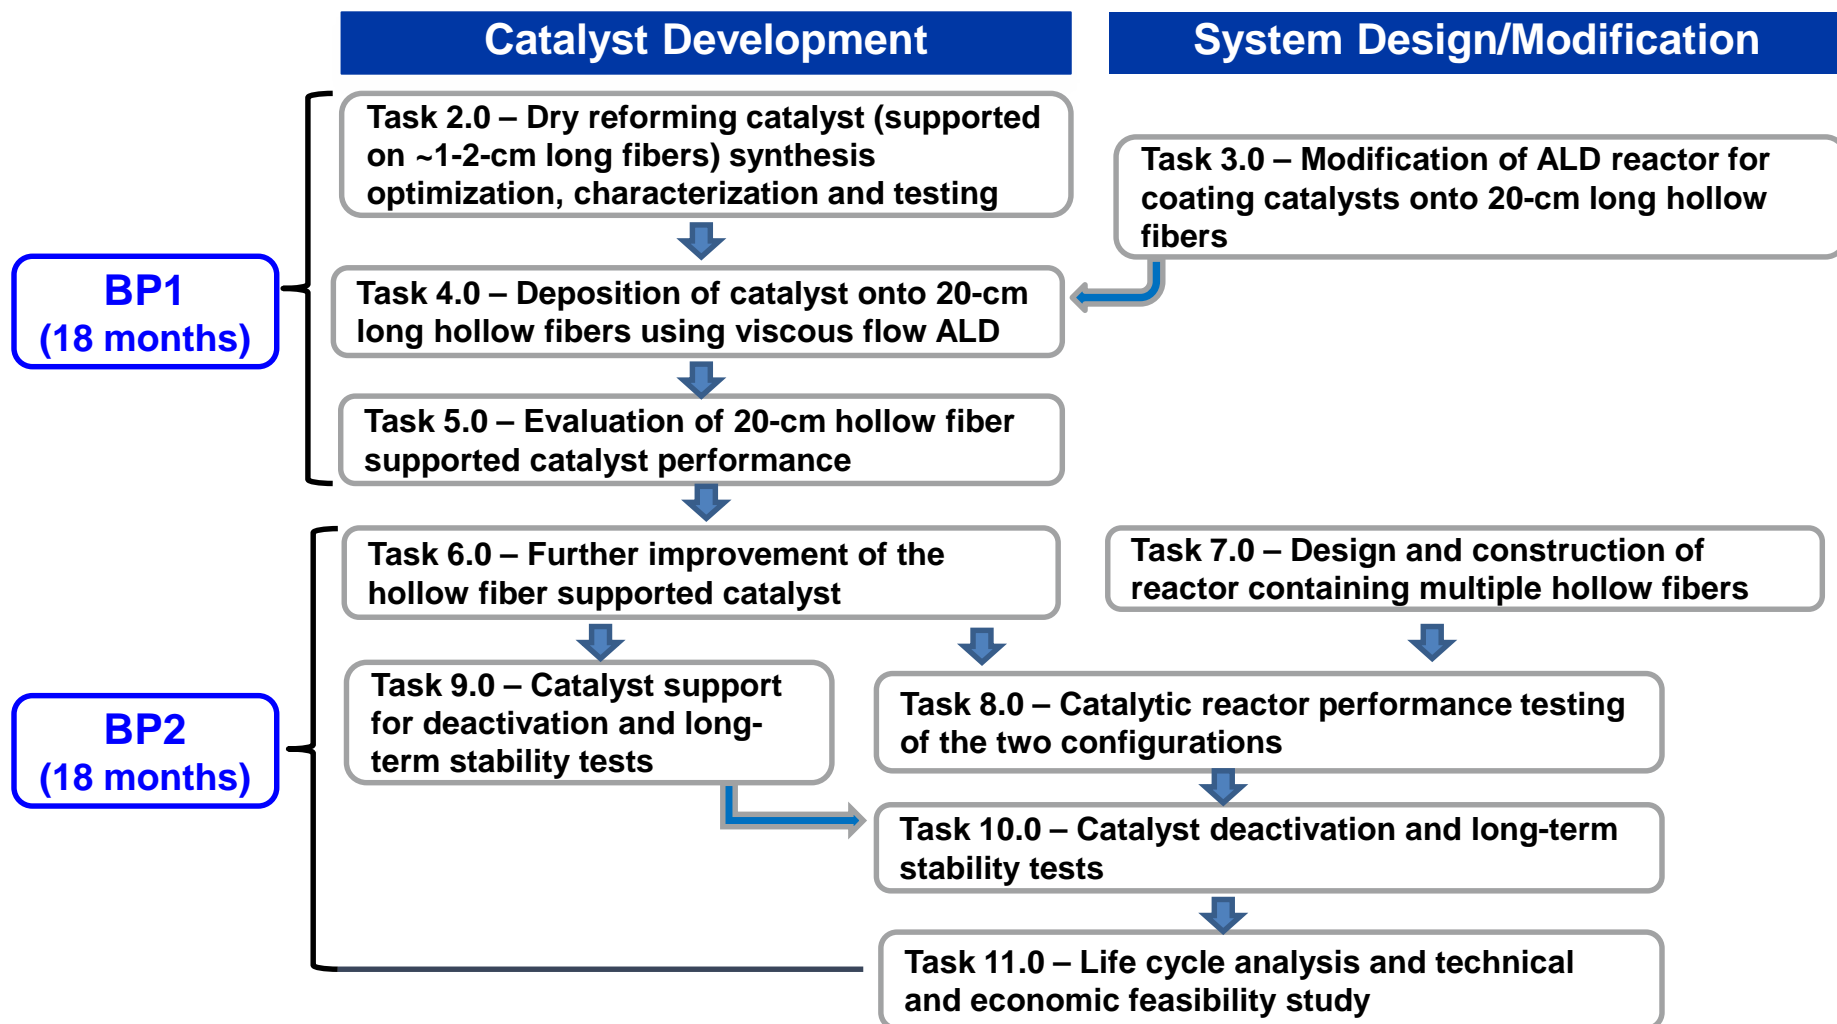 Catalyst Development
System Design/Modification
Task 2.0 – Dry reforming catalyst (supported
on ~1-2-cm long fibers) synthesis
optimization, characterization and testing
Task 3.0 – Modification of ALD reactor for
coating catalysts onto 20-cm long hollow
fibers
BP1
(18 months)
Task 4.0 – Deposition of catalyst onto 20-cm
long hollow fibers using viscous flow ALD
Task 5.0 – Evaluation of 20-cm hollow fiber
supported catalyst performance
Task 6.0 – Further improvement of the
hollow fiber supported catalyst
Task 7.0 – Design and construction of
reactor containing multiple hollow fibers
BP2
(18 months)
Task 9.0 – Catalyst support
for deactivation and long-
term stability tests
Task 8.0 – Catalytic reactor performance testing
of the two configurations
Task 10.0 – Catalyst deactivation and long-term
stability tests
Task 11.0 – Life cycle analysis and technical
and economic feasibility study